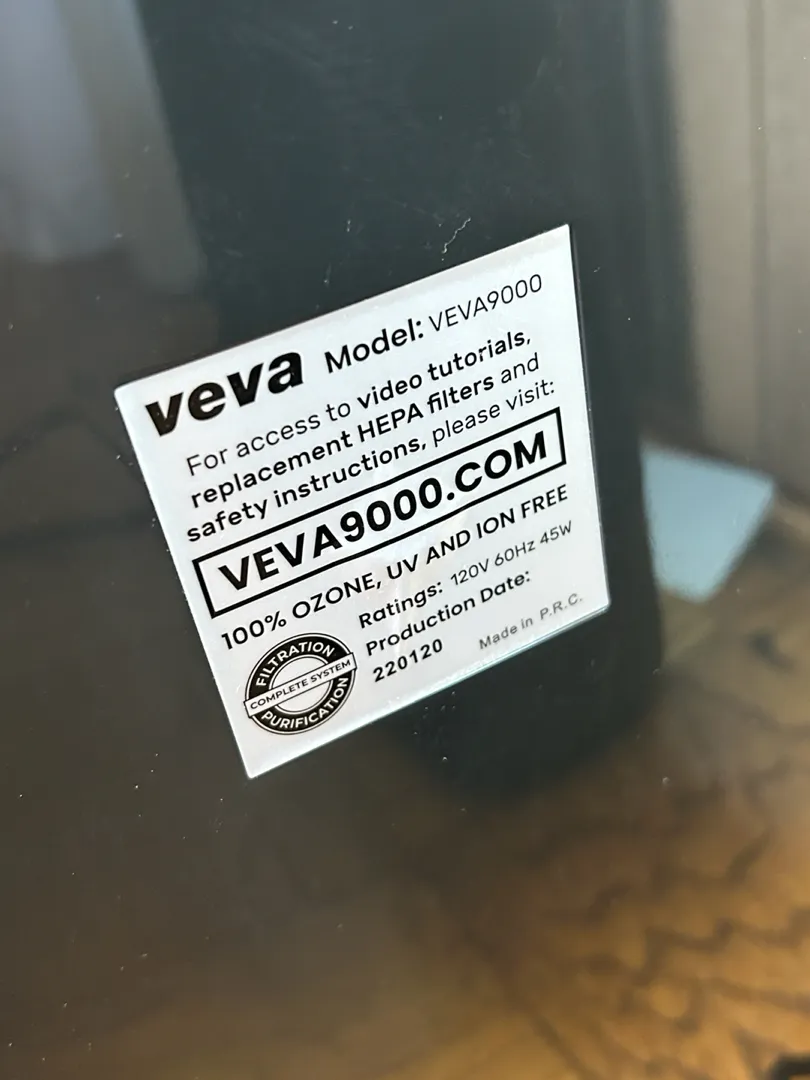 veva Model: VEVA9000
For access to video tutorials,
replacement HEPA filters and
safety instructions, please visit:
VEVA9000.COM
100% OZONE, UV AND ION FREE
Ratings: 120V 60Hz 45W
Production Date:
220120
Made in P.R.C.
FILTRATION
COMPLETE SYSTEM
PURIFICATION